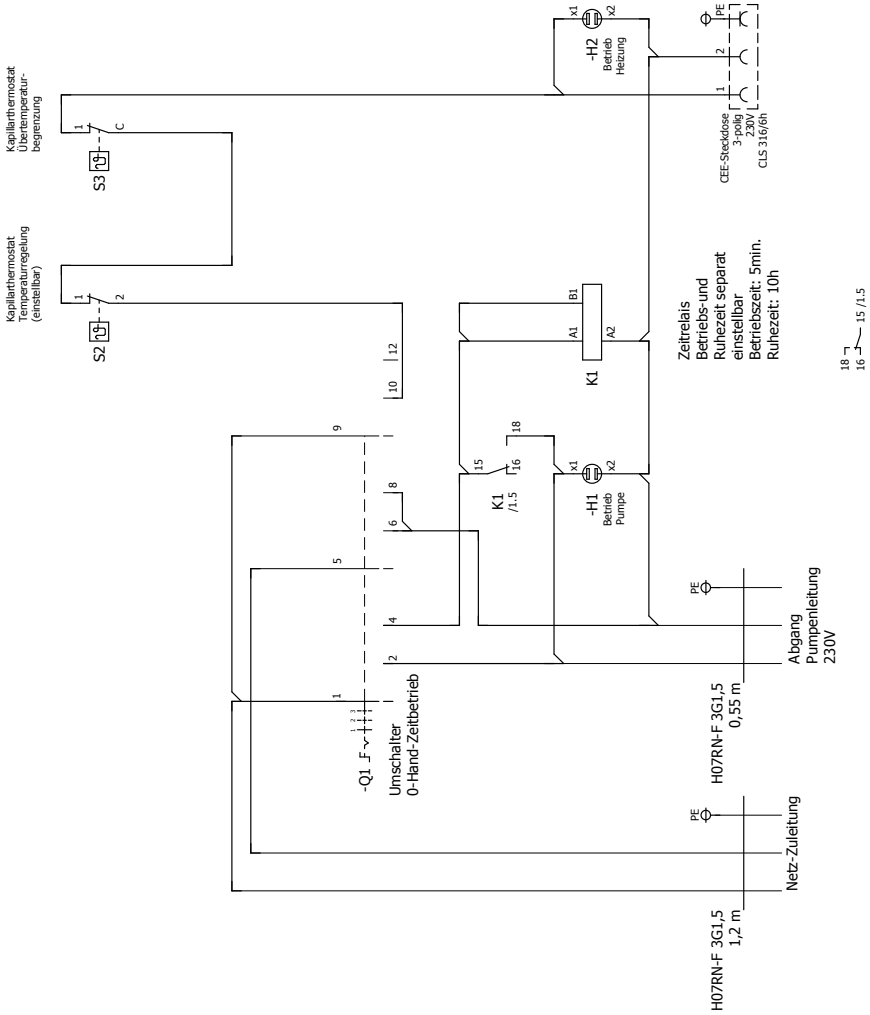 Kapillarthermostat
Übertemperatur-
begrenzung
1
C
S3
Kapillarthermostat
Temperaturregelung
(einstellbar)
1
2
S2
x1
x2
-H2
Betrieb
Heizung
PE
2
1
CEE-Steckdose
3-polig
230V
CLS 316/6h
12
10
9
8
6
5
4
2
1
1 2 3
-Q1
Umschalter
0-Hand-Zeitbetrieb
B1
A1
A2
K1
Zeitrelais
Betriebs-und
Ruhezeit separat
einstellbar
Betriebszeit: 5min.
Ruhezeit: 10h
18
16
15 /1.5
15
18
16
K1
/1.5
x1
x2
-H1
Betrieb
Pumpe
PE
Abgang
Pumpenleitung
230V
H07RN-F 3G1,5
0,55 m
PE
Netz-Zuleitung
H07RN-F 3G1,5
1,2 m